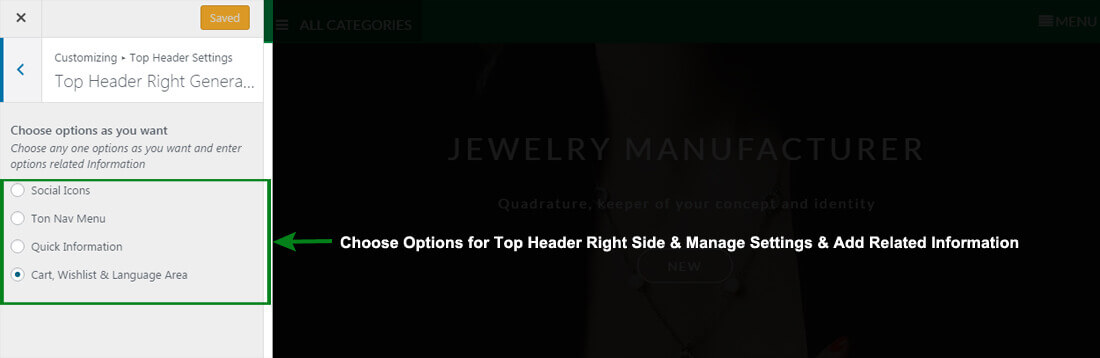 Saved
Customizing ▸ Top Header Settings
Top Header Right Genera...
Choose options as you want
Choose any one options as you want and enter
options related Information
Social Icons
Ton Nav Menu
Quick Information
Cart, Wishlist & Language Area
ALL CATEGORIES
MENU
JEWELRY MANUFACTURER
Quadrature, keeper of your concept and identity
Choose Options for Top Header Right Side & Manage Settings & Add Related Information
NEW